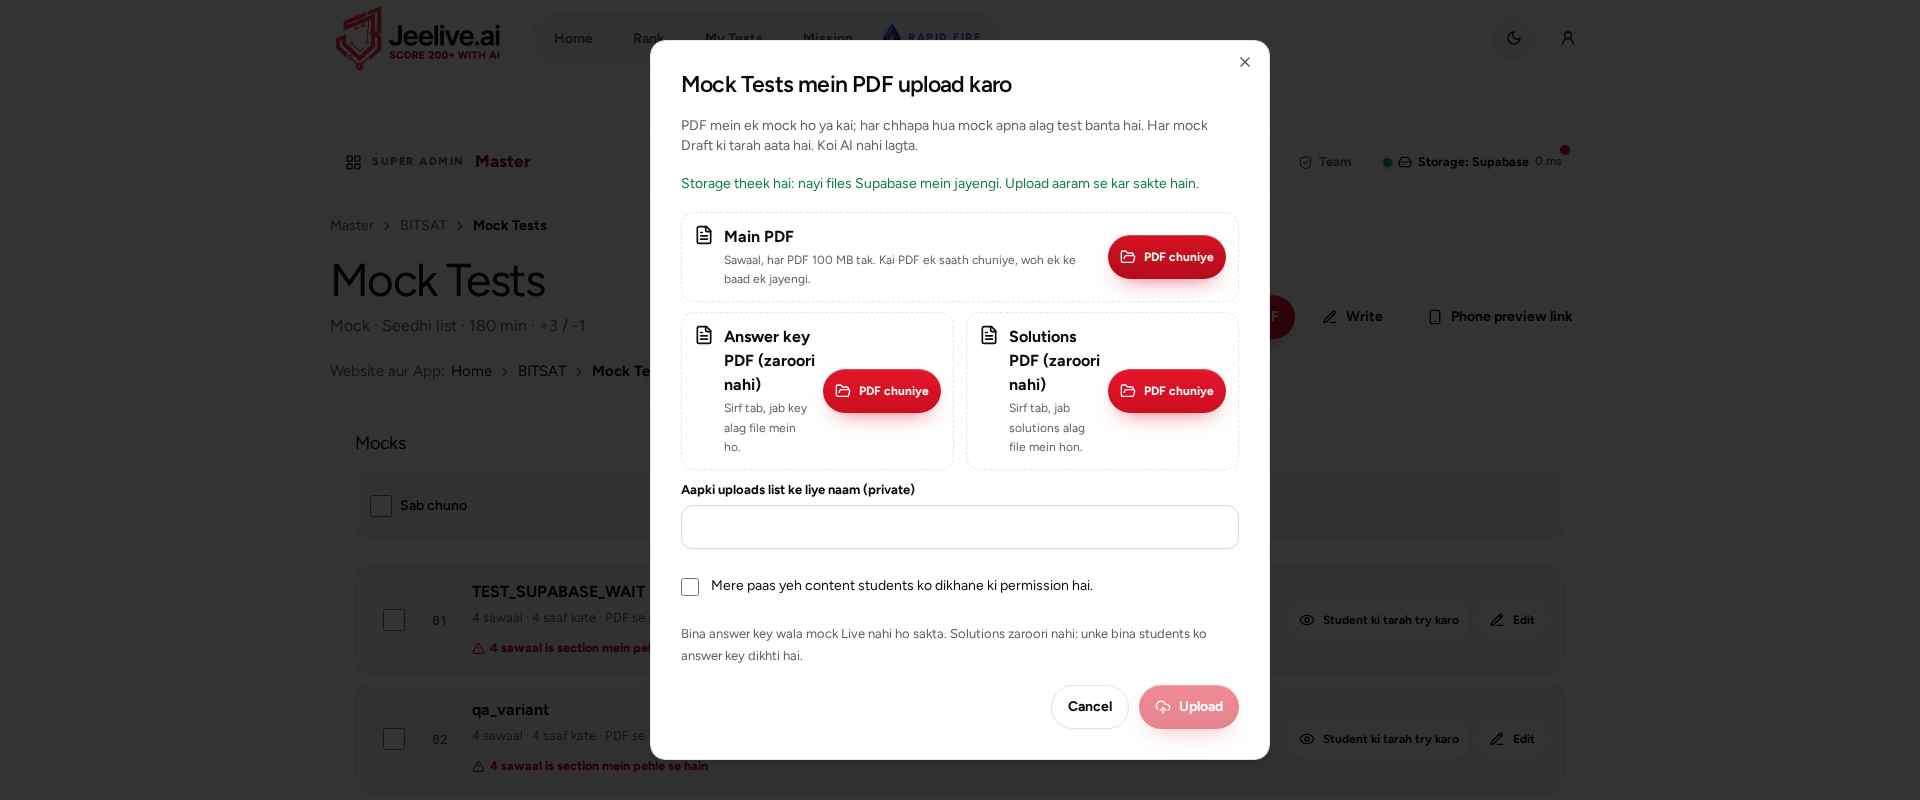 Jeelive.ai
SCORE 200+ WITH AI
Home
Rank
My Tests
Mission
RAPID FIRE
SUPER ADMIN
Master
Team
Storage: Supabase 0 ms
Master > BITSAT > Mock Tests
Mock Tests
Mock · Seedhi list · 180 min · +3 / -1
F
Write
Phone preview link
Website aur App: Home > BITSAT > Mock Te
Mocks
Sab chuno
01
TEST_SUPABASE_WAIT
4 sawaal · 4 saaf kate · PDF se
4 sawaal is section mein pe
Student ki tarah try karo
Edit
02
qa_variant
4 sawaal · 4 saaf kate · PDF se
4 sawaal is section mein pehle se hain
Student ki tarah try karo
Edit
Mock Tests mein PDF upload karo
PDF mein ek mock ho ya kai; har chhapa hua mock apna alag test banta hai. Har mock
Draft ki tarah aata hai. Koi AI nahi lagta.
Storage theek hai: nayi files Supabase mein jayengi. Upload aaram se kar sakte hain.
Main PDF
Sawaal, har PDF 100 MB tak. Kai PDF ek saath chuniye, woh ek ke
baad ek jayengi.
PDF chuniye
Answer key
PDF (zaroori
nahi)
Sirf tab, jab key
alag file mein
ho.
PDF chuniye
Solutions
PDF (zaroori
nahi)
Sirf tab, jab
solutions alag
file mein hon.
PDF chuniye
Aapki uploads list ke liye naam (private)
Mere paas yeh content students ko dikhane ki permission hai.
Bina answer key wala mock Live nahi ho sakta. Solutions zaroori nahi: unke bina students ko
answer key dikhti hai.
Cancel
Upload